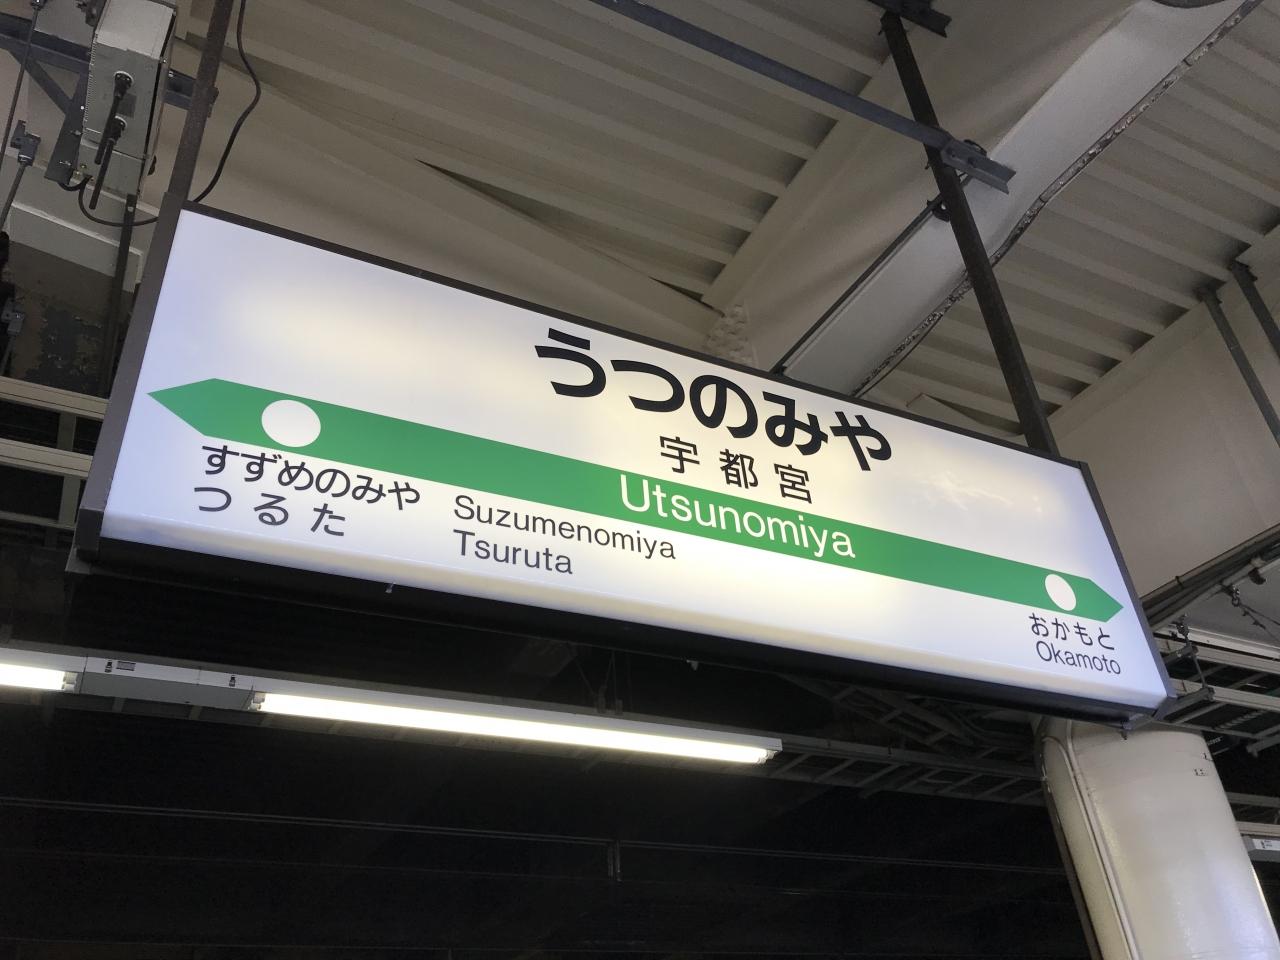 うつのみや
宇都宮
Utsunomiya
すずめのみや Suzumenomiya
つるた Tsuruta
おかもと
Okamoto